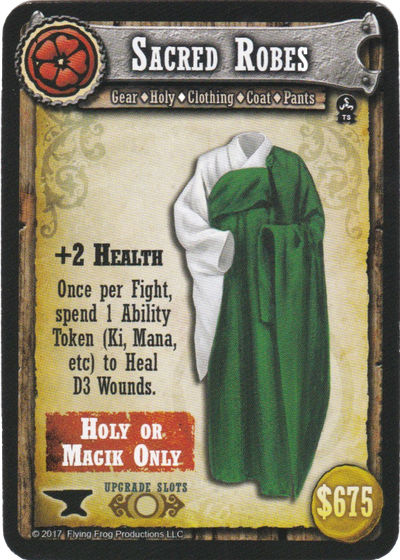 Sacred Robes
Gear ♦ Holy ♦ Clothing ♦ Coat ♦ Pants
TS
+2 Health
Once per Fight,
spend 1 Ability
Token (Ki, Mana,
etc) to Heal
D3 Wounds.
Holy or
Magik Only
Upgrade Slots
$675
© 2017, Flying Frog Productions LLC